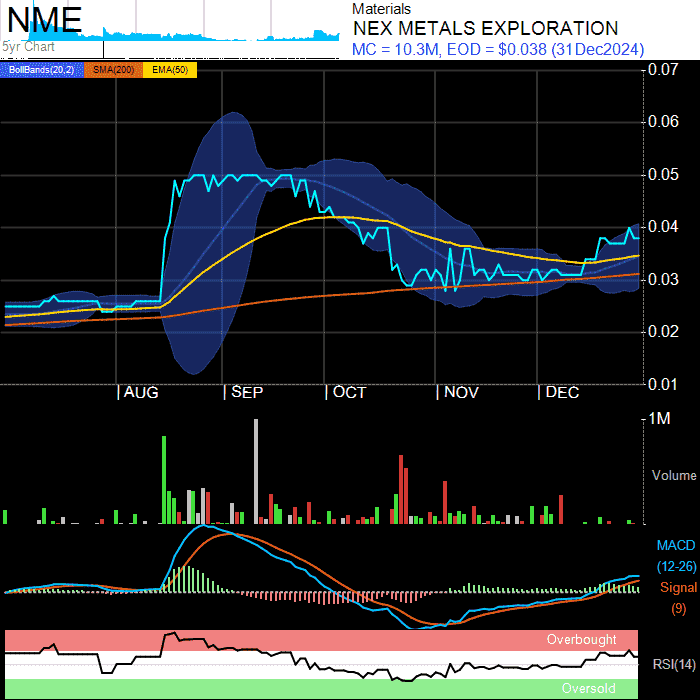 NME
5yr Chart
Materials
NEX METALS EXPLORATION
MC = 10.3M, EOD = $0.038 (31Dec2024)
BollBands(20,2) SMA(200) EMA(50)
0.07
0.06
0.05
0.04
0.03
0.02
0.01
AUG SEP OCT NOV DEC
1M
Volume
MACD
(12-26)
Signal
(9)
Overbought
RSI(14)
Oversold